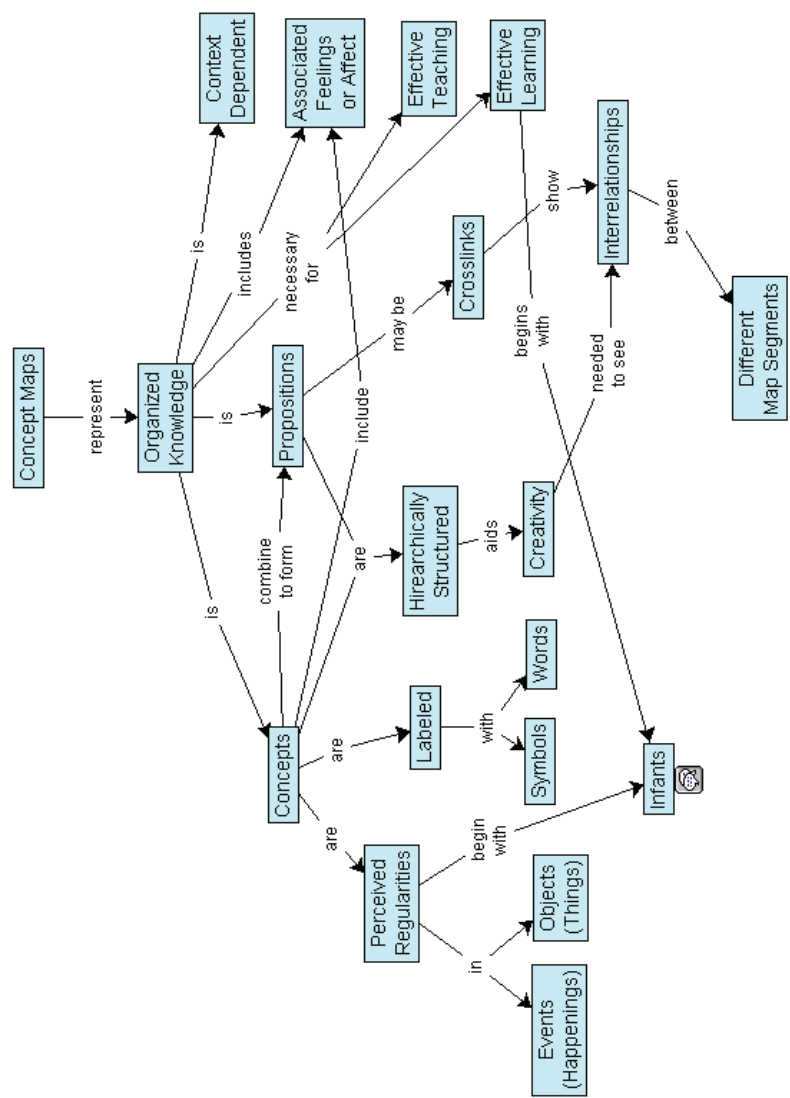 Concept Maps
represent
Organized
Knowledge
is
is
includes
is
necessary
for
Context
Dependent
Associated
Feelings
or Affect
Effective
Teaching
Effective
Learning
Concepts
combine
to form
Propositions
include
are
are
are
may be
Crosslinks
show
begins
with
Perceived
Regularities
Labeled
Hirearchically
Structured
aids
Creativity
needed
to see
Interrelationships
between
Different
Map Segments
in
begin
with
with
Events
(Happenings)
Objects
(Things)
Symbols
Words
Infants